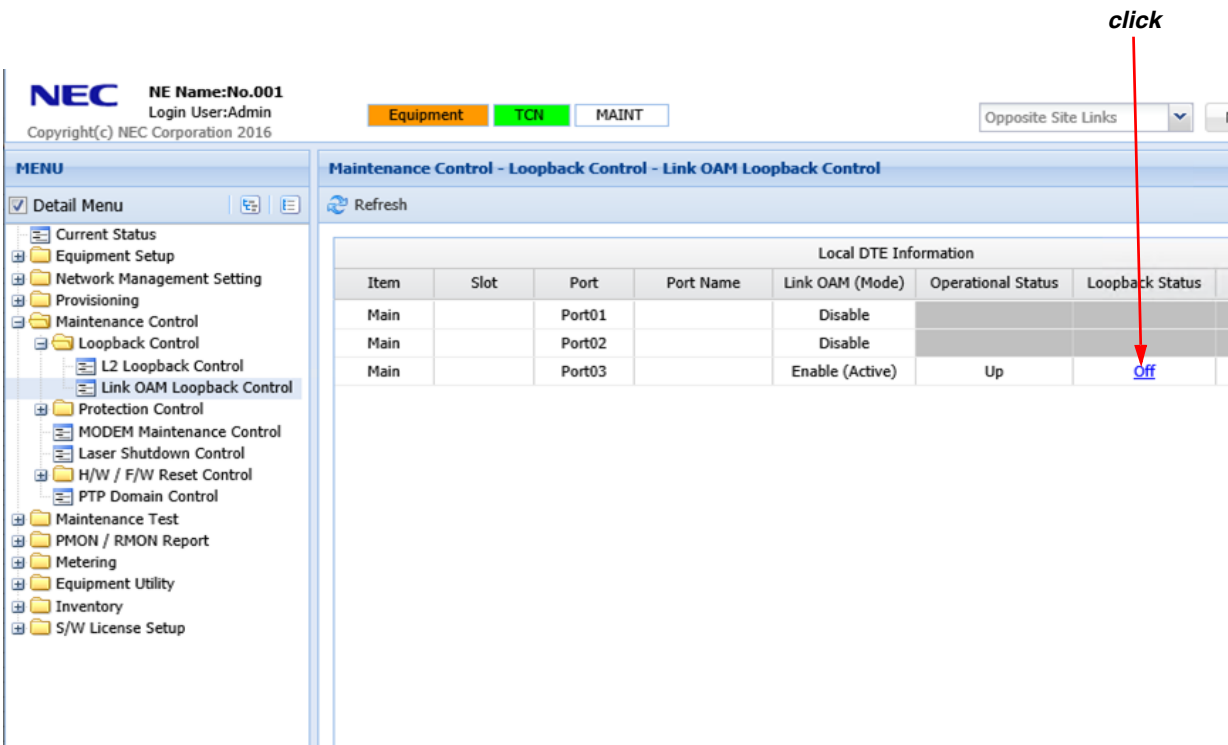 click
NEC NE Name:No.001
Login User:Admin
Copyright(c) NEC Corporation 2016
Equipment TCN MAINT Opposite Site Links
MENU
Detail Menu
Current Status
Equipment Setup
Network Management Setting
Provisioning
Maintenance Control
Loopback Control
L2 Loopback Control
Link OAM Loopback Control
Protection Control
MODEM Maintenance Control
Laser Shutdown Control
H/W / F/W Reset Control
PTP Domain Control
Maintenance Test
PMON / RMON Report
Metering
Equipment Utility
Inventory
S/W License Setup
Maintenance Control - Loopback Control - Link OAM Loopback Control
Refresh
Local DTE Information
Item Slot Port Port Name Link OAM (Mode) Operational Status Loopback Status
Main Port01 Disable
Main Port02 Disable
Main Port03 Enable (Active) Up Off